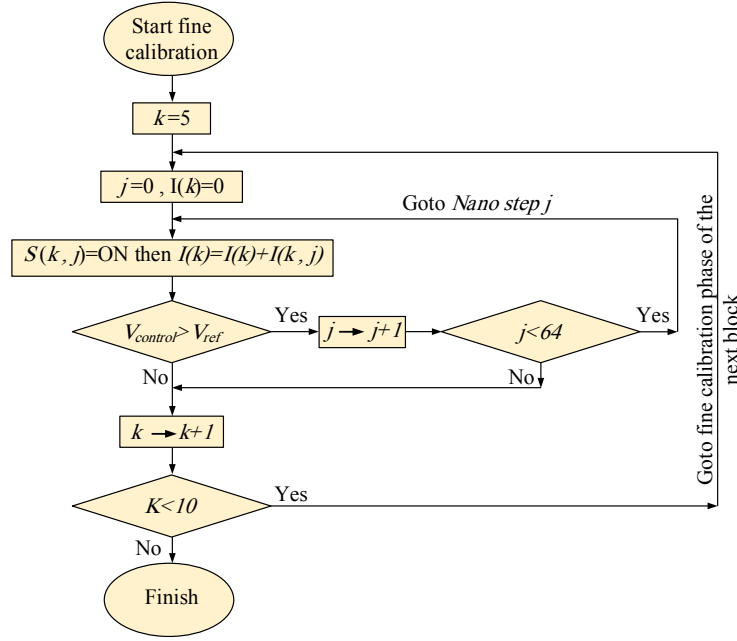 Start fine
calibration
k=5
j=0 , I(k)=0
Goto Nano step j
S(k , j)=ON then I(k)=I(k)+I(k , j)
Vcontrol>Vref
Yes
j → j+1
j<64
Yes
No
No
k → k+1
K<10
Yes
No
Finish
Goto fine calibration phase of the
next block